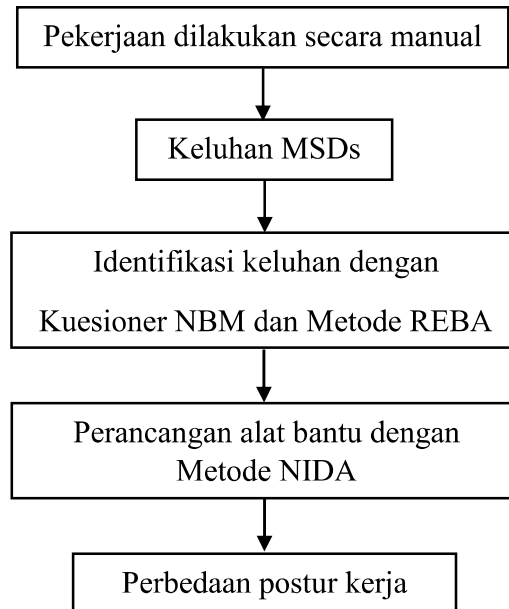 Pekerjaan dilakukan secara manual
Keluhan MSDs
Identifikasi keluhan dengan
Kuesioner NBM dan Metode REBA
Perancangan alat bantu dengan
Metode NIDA
Perbedaan postur kerja